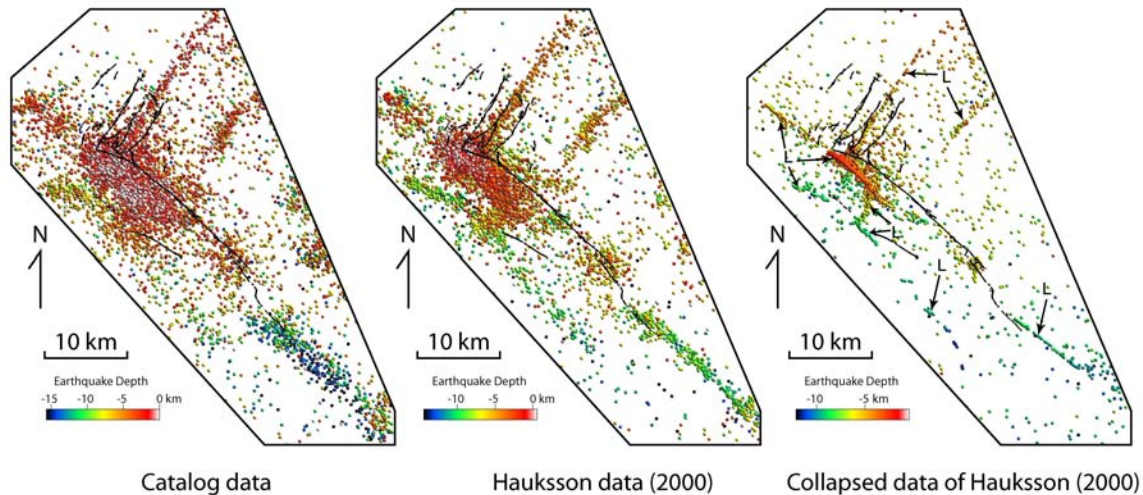 L
L
L
L
L
L
N
10 km
Earthquake Depth
-15 -10 -5 0 km
Catalog data
N
10 km
Earthquake Depth
-10 -5 0 km
Hauksson data (2000)
N
10 km
Earthquake Depth
-10 -5 km
Collapsed data of Hauksson (2000)